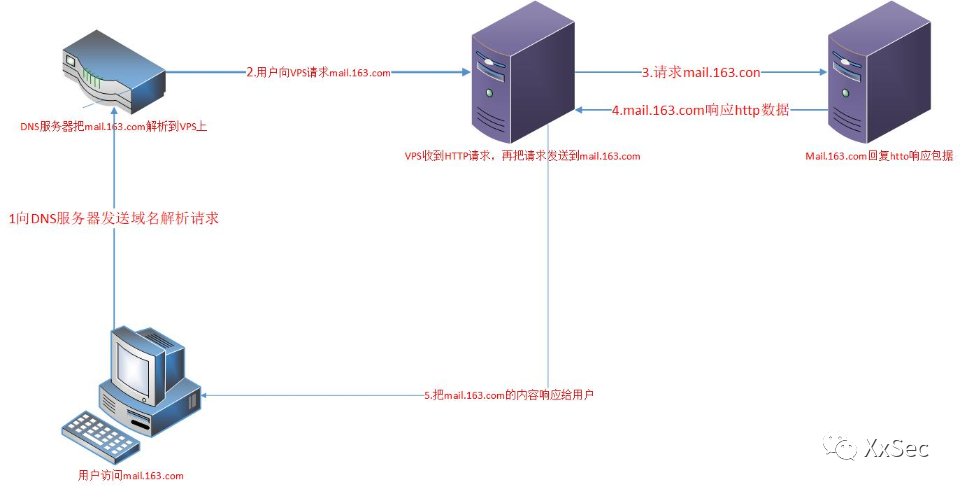 2.用户向VPS请求mail.163.com
3.请求mail.163.con
4.mail.163.com响应http数据
DNS服务器把mail.163.com解析到VPS上
VPS收到HTTP请求，再把请求发送到mail.163.com
Mail.163.com回复htto响应包据
1向DNS服务器发送域名解析请求
5.把mail.163.com的内容响应给用户
用户访问mail.163.com
XxSec